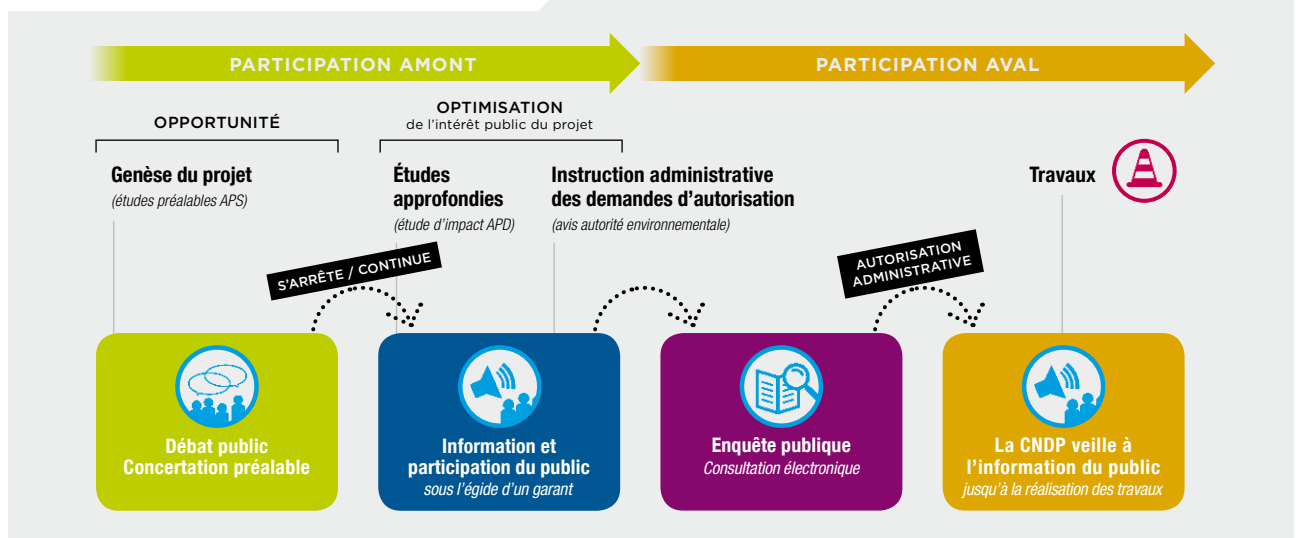 PARTICIPATION AMONT
PARTICIPATION AVAL
OPPORTUNITÉ
OPTIMISATION
de l'intérêt public du projet
Genèse du projet
(études préalables APS)
Études
approfondies
(étude d'impact APD)
Instruction administrative
des demandes d'autorisation
(avis autorité environnementale)
Travaux
S'ARRÊTE / CONTINUE
AUTORISATION
ADMINISTRATIVE
Débat public
Concertation préalable
Information et
participation du public
sous l'égide d'un garant
Enquête publique
Consultation électronique
La CNDP veille à
l'information du public
jusqu'à la réalisation des travaux